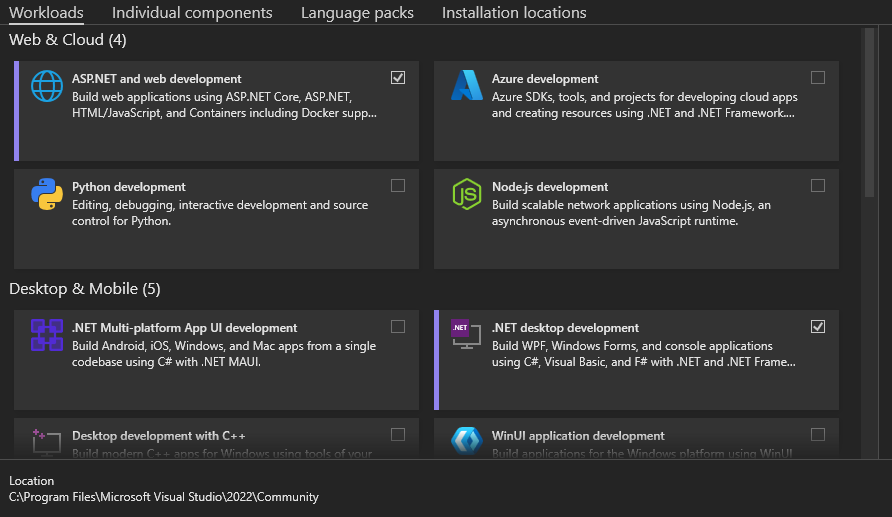 Workloads Individual components Language packs Installation locations
Web & Cloud (4)
ASP.NET and web development
Build web applications using ASP.NET Core, ASP.NET,
HTML/JavaScript, and Containers including Docker supp...
Azure development
Azure SDKs, tools, and projects for developing cloud apps
and creating resources using .NET and .NET Framework....
Python development
Editing, debugging, interactive development and source
control for Python.
JS
Node.js development
Build scalable network applications using Node.js, an
asynchronous event-driven JavaScript runtime.
Desktop & Mobile (5)
.NET Multi-platform App UI development
Build Android, iOS, Windows, and Mac apps from a single
codebase using C# with .NET MAUI.
.NET
.NET desktop development
Build WPF, Windows Forms, and console applications
using C#, Visual Basic, and F# with .NET and .NET Frame...
Desktop development with C++
Build modern C++ apps for Windows using tools of your
WinUI application development
Build applications for the Windows platform using WinUI
Location
C:\Program Files\Microsoft Visual Studio\2022\Community